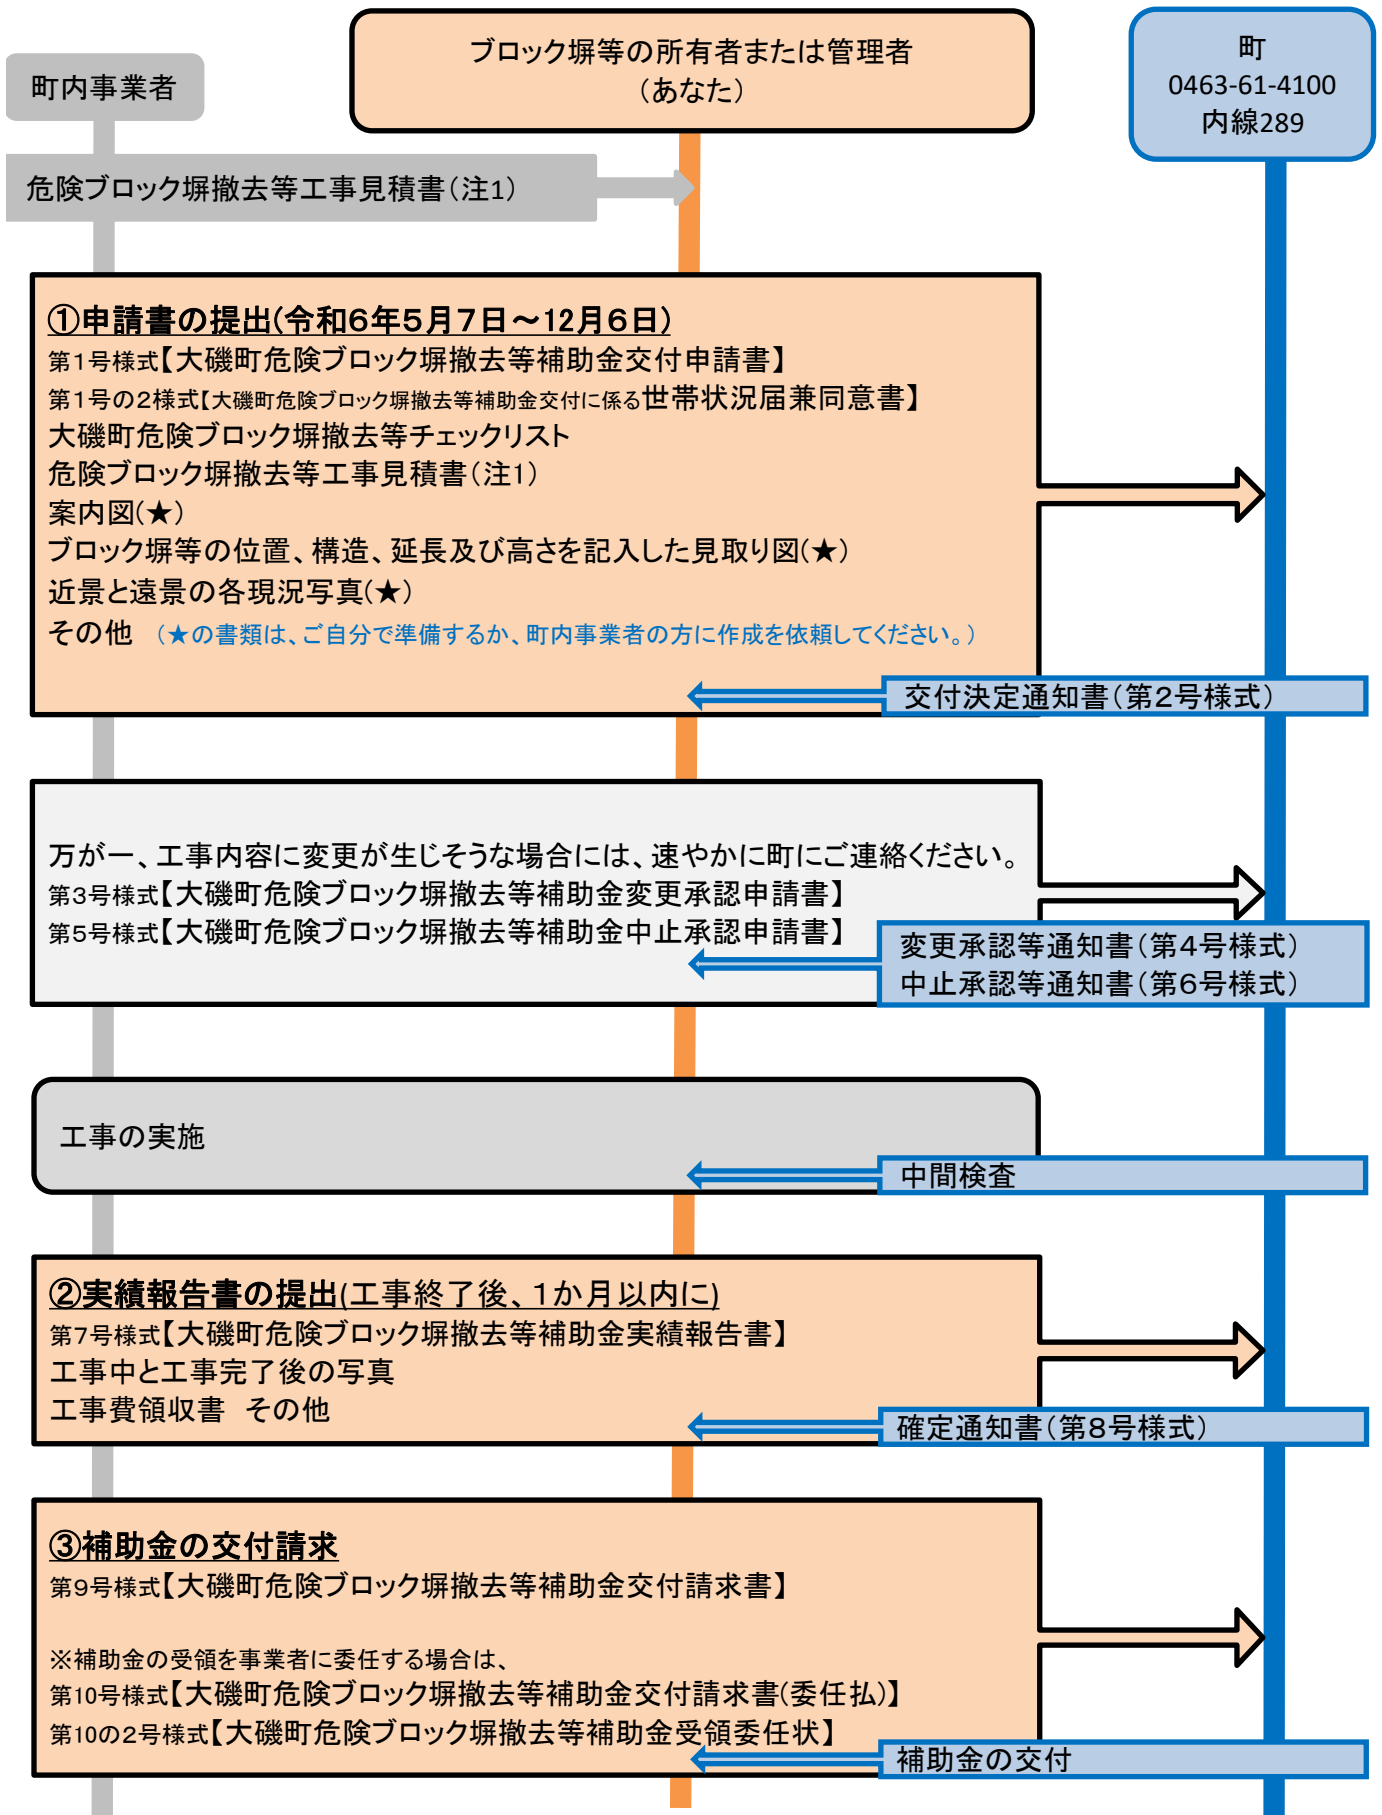 町内事業者
ブロック塀等の所有者または管理者
（あなた）
町
0463-61-4100
内線289
危険ブロック塀撤去等工事見積書（注1）
①申請書の提出(令和6年5月7日～12月6日)
第1号様式【大磯町危険ブロック塀撤去等補助金交付申請書】
第1号の2様式【大磯町危険ブロック塀撤去等補助金交付に係る世帯状況届兼同意書】
大磯町危険ブロック塀撤去等チェックリスト
危険ブロック塀撤去等工事見積書（注1）
案内図(★)
ブロック塀等の位置、構造、延長及び高さを記入した見取り図(★)
近景と遠景の各現況写真(★)
その他　（★の書類は、ご自分で準備するか、町内事業者の方に作成を依頼してください。）
交付決定通知書（第2号様式）
万が一、工事内容に変更が生じそうな場合には、速やかに町にご連絡ください。
第3号様式【大磯町危険ブロック塀撤去等補助金変更承認申請書】
第5号様式【大磯町危険ブロック塀撤去等補助金中止承認申請書】
変更承認等通知書（第4号様式）
中止承認等通知書（第6号様式）
工事の実施
中間検査
②実績報告書の提出(工事終了後、1か月以内に)
第7号様式【大磯町危険ブロック塀撤去等補助金実績報告書】
工事中と工事完了後の写真
工事費領収書　その他
確定通知書（第8号様式）
③補助金の交付請求
第9号様式【大磯町危険ブロック塀撤去等補助金交付請求書】
※補助金の受領を事業者に委任する場合は、
第10号様式【大磯町危険ブロック塀撤去等補助金交付請求書(委任払)】
第10の2号様式【大磯町危険ブロック塀撤去等補助金受領委任状】
補助金の交付